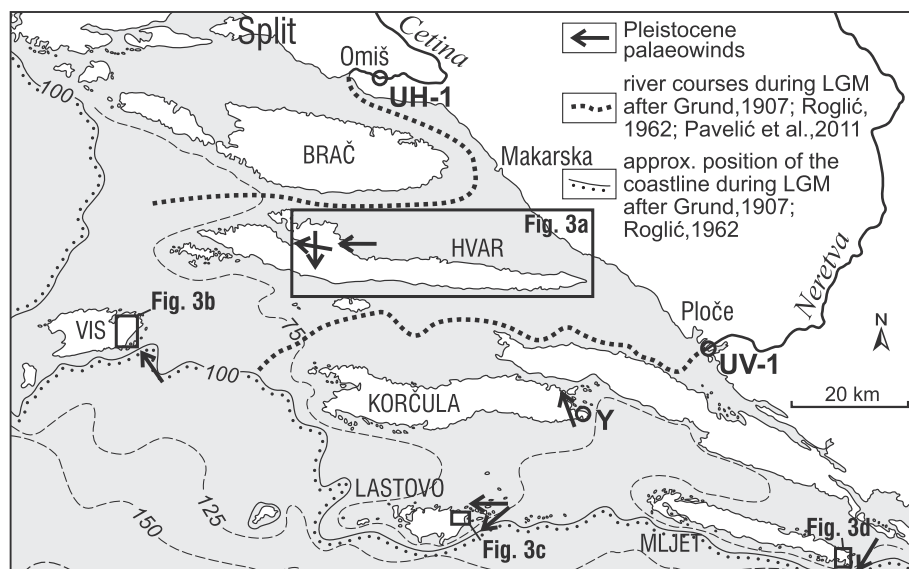 Split
Cetina
Omiš
UH-1
Pleistocene
palaeowinds
river courses during LGM
after Grund,1907; Roglić,
1962; Pavelić et al.,2011
approx. position of the
coastline during LGM
after Grund,1907;
Roglić,1962
100
BRAČ
Makarska
Fig. 3a
HVAR
Neretva
Fig. 3b
VIS
75
Ploče
N
UV-1
100
20 km
KORČULA
Y
LASTOVO
125
150
Fig. 3c
MLJET
Fig. 3d